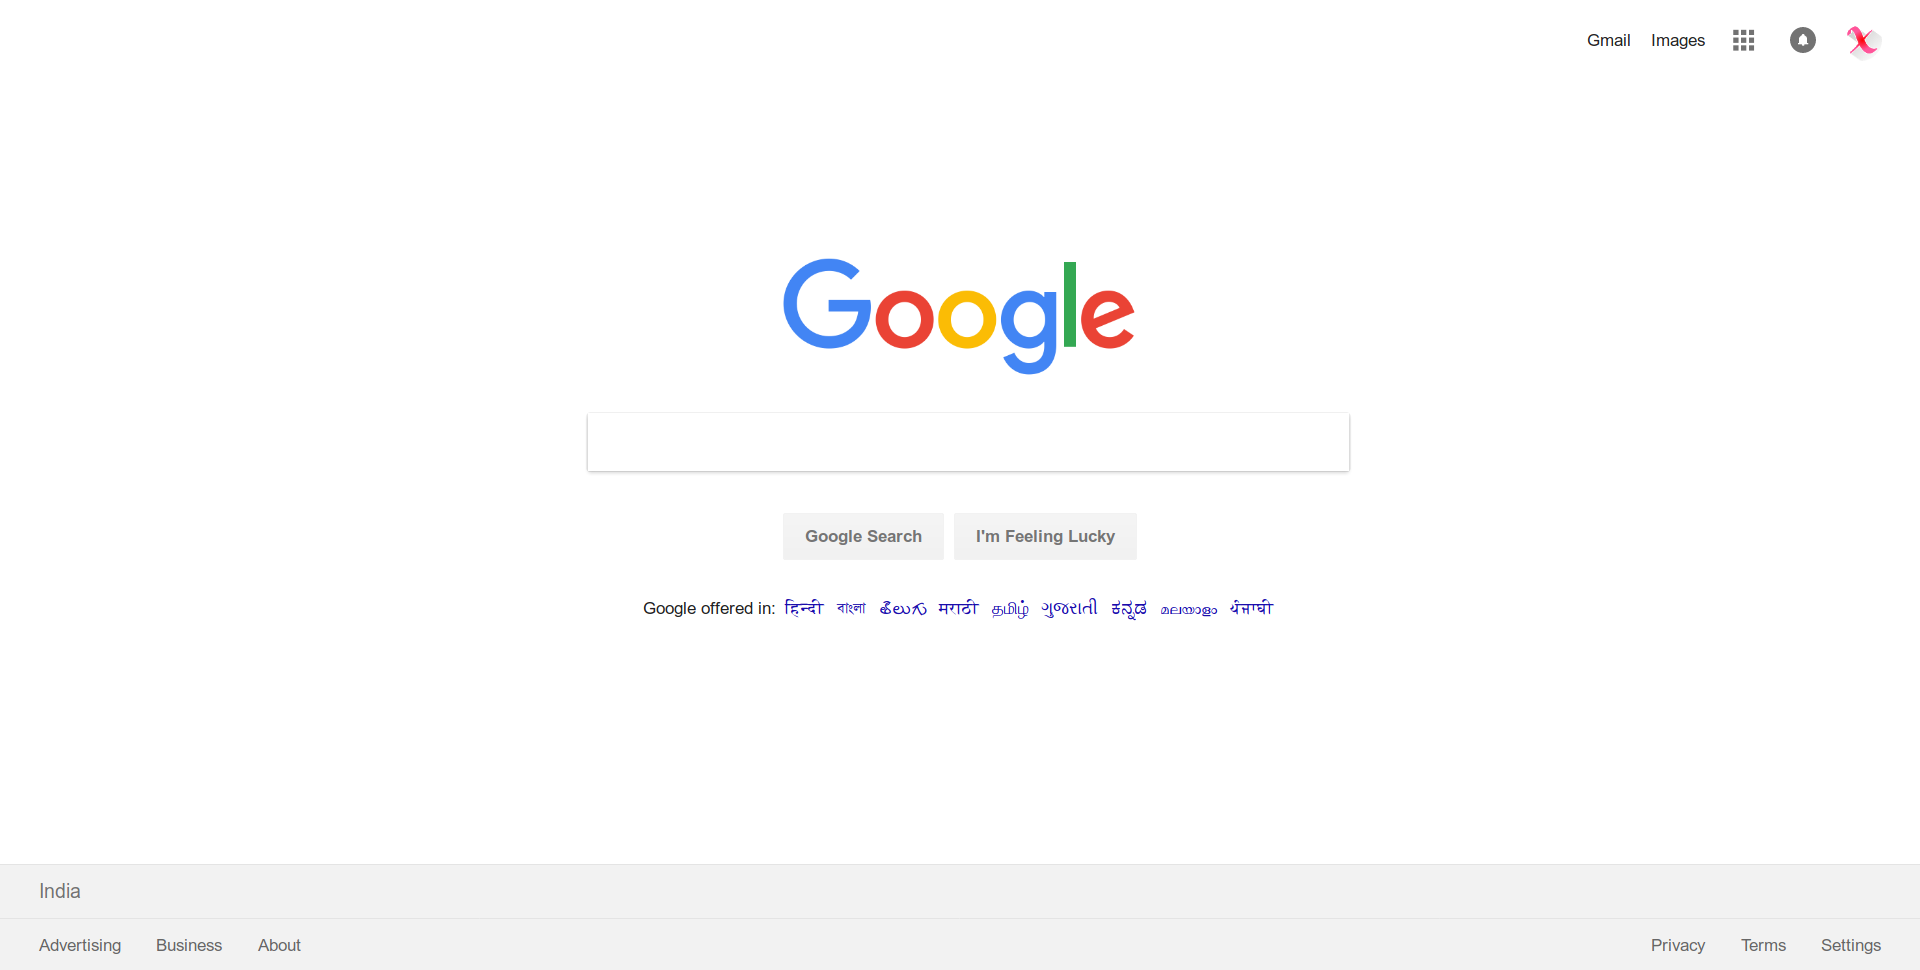 Gmail Images
Google
Google Search I'm Feeling Lucky
Google offered in: हिन्दी বাংলা తెలుగు मराठी தமிழ் ગુજરાતી ಕನ್ನಡ മലയാളം ਪੰਜਾਬੀ
India
Advertising Business About Privacy Terms Settings